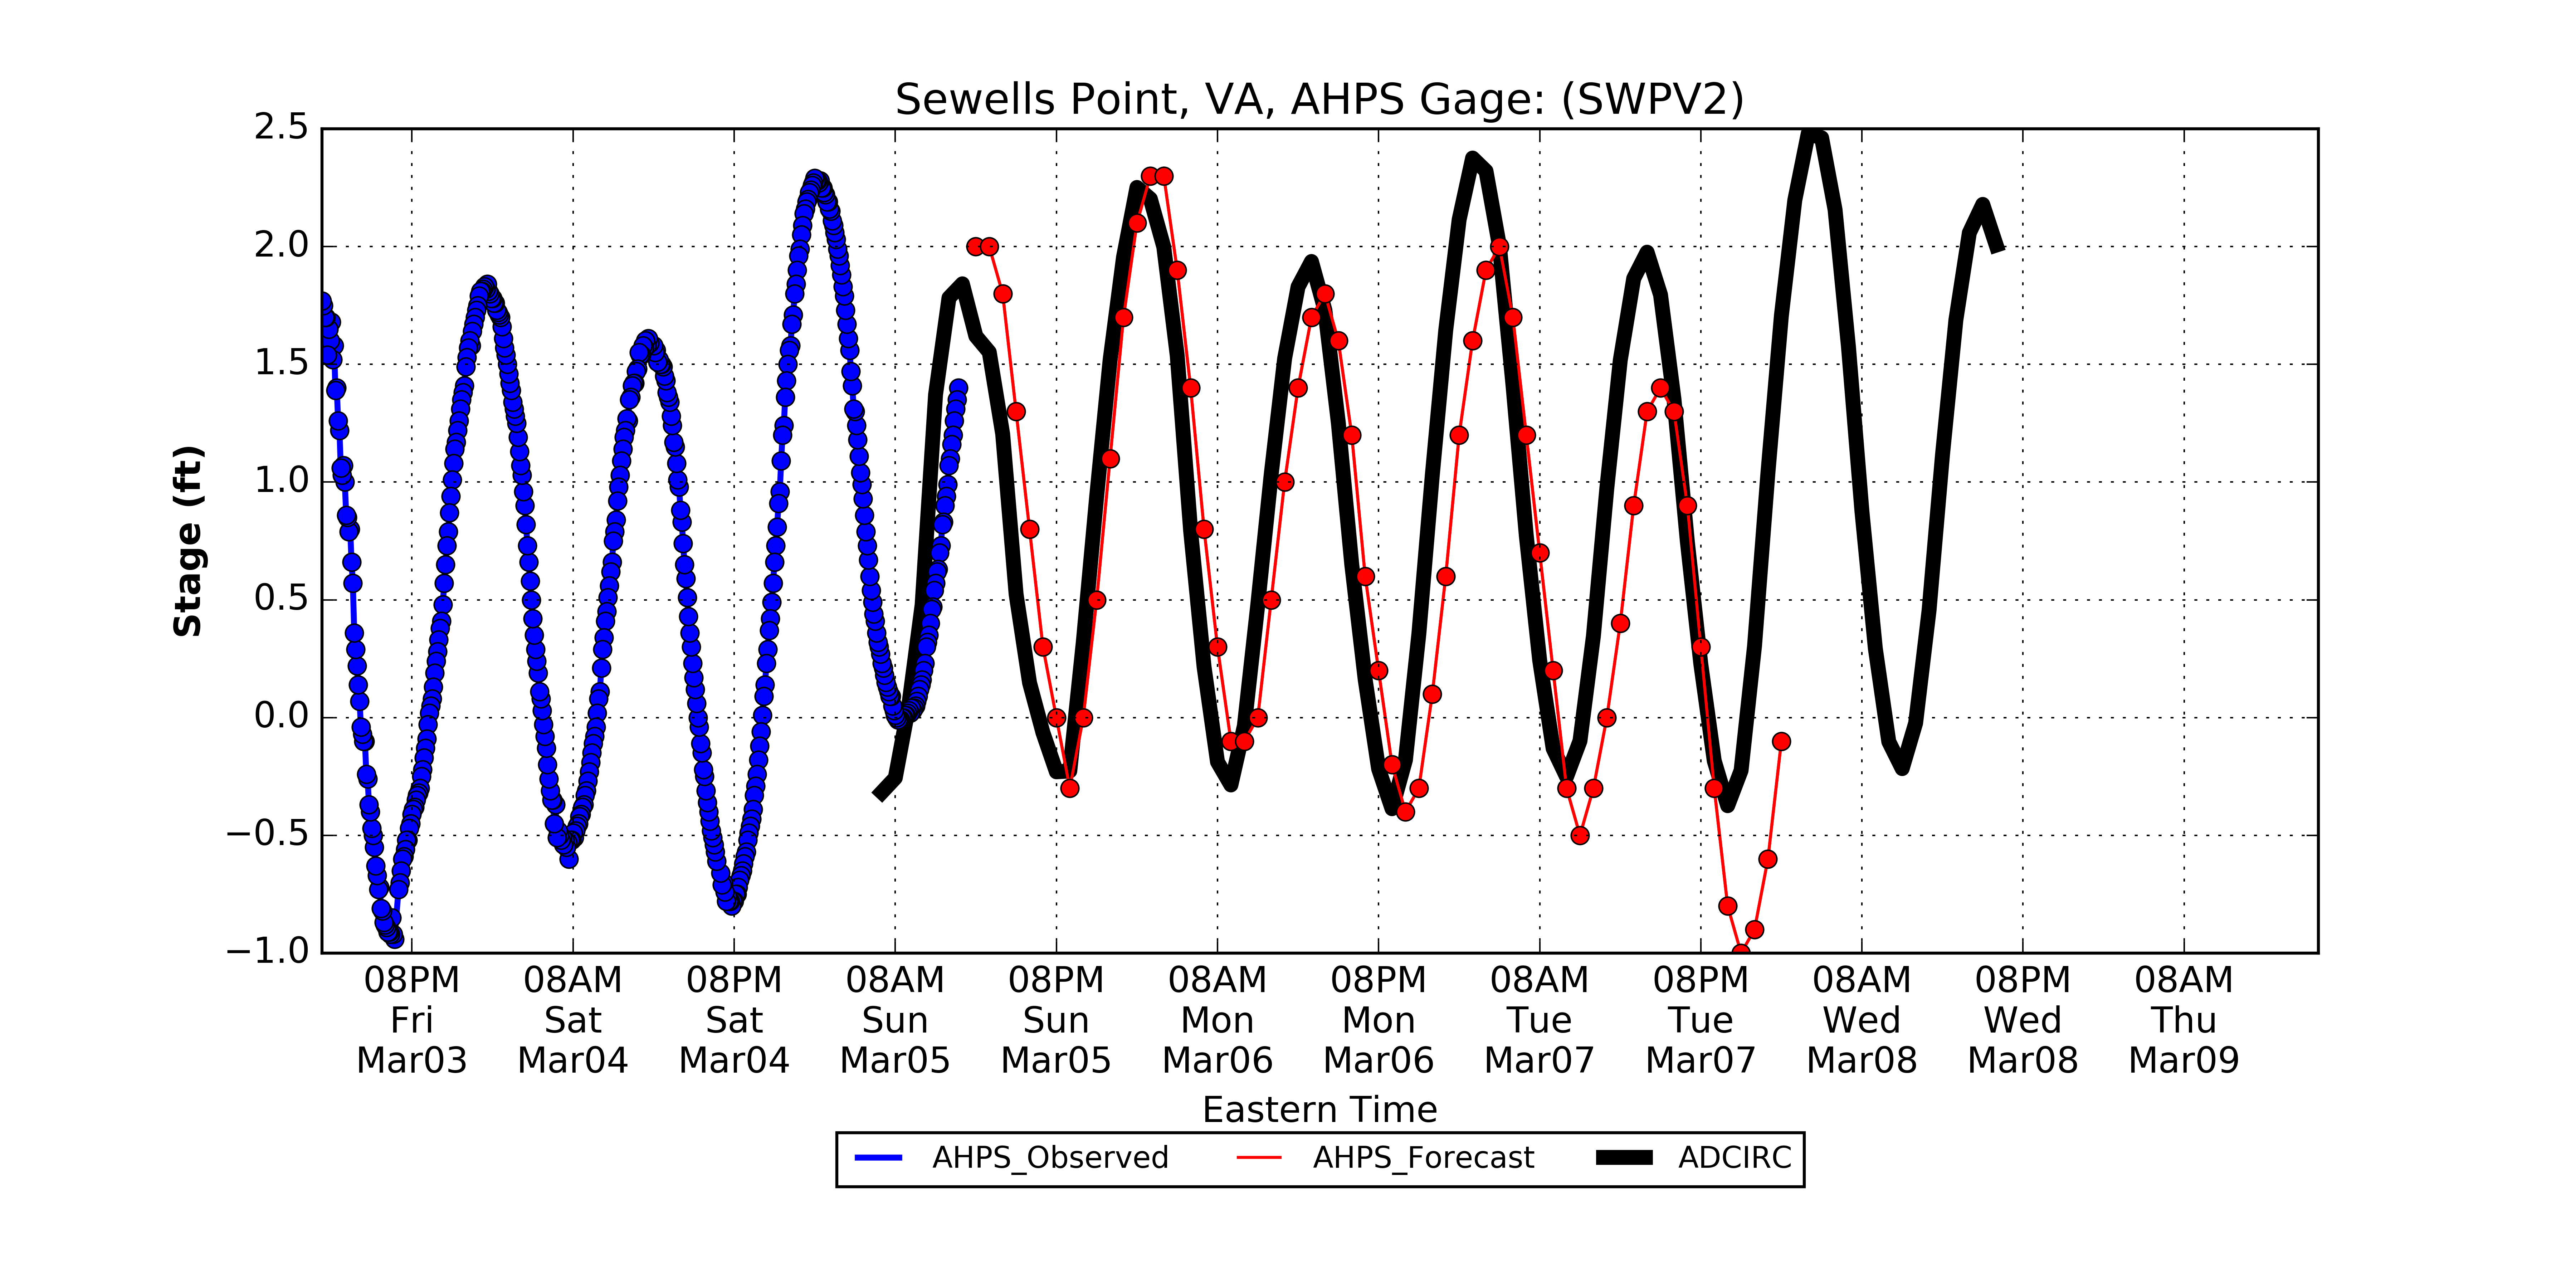 Sewells Point, VA, AHPS Gage: (SWPV2)
2.5
2.0
1.5
1.0
0.5
0.0
−0.5
−1.0
Stage (ft)
08PM 08AM 08PM 08AM 08PM 08AM 08PM 08AM 08PM 08AM 08PM 08AM
Fri Sat Sat Sun Sun Mon Mon Tue Tue Wed Wed Thu
Mar03 Mar04 Mar04 Mar05 Mar05 Mar06 Mar06 Mar07 Mar07 Mar08 Mar08 Mar09
Eastern Time
AHPS_Observed AHPS_Forecast ADCIRC